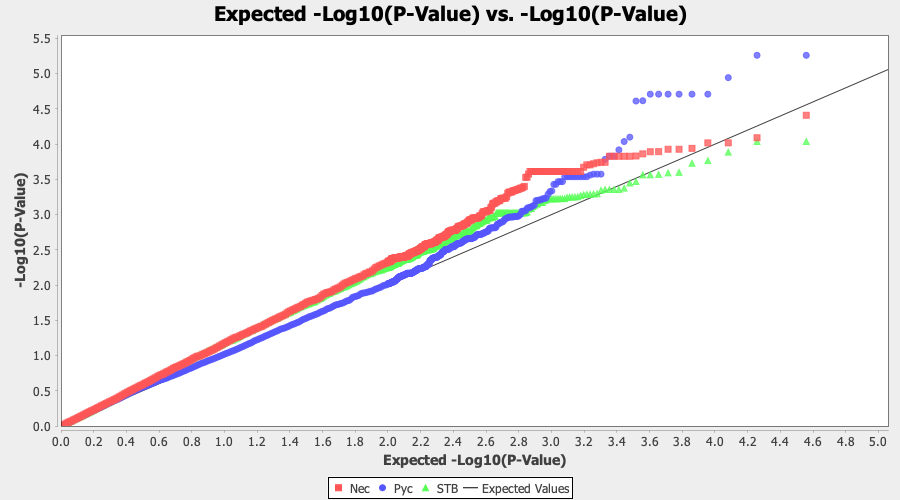 Expected -Log10(P-Value) vs. -Log10(P-Value)
5.5
5.0
4.5
4.0
3.5
3.0
2.5
2.0
1.5
1.0
0.5
0.0
-Log10(P-Value)
0.0 0.2 0.4 0.6 0.8 1.0 1.2 1.4 1.6 1.8 2.0 2.2 2.4 2.6 2.8 3.0 3.2 3.4 3.6 3.8 4.0 4.2 4.4 4.6 4.8 5.0
Expected -Log10(P-Value)
Nec Pyc STB Expected Values